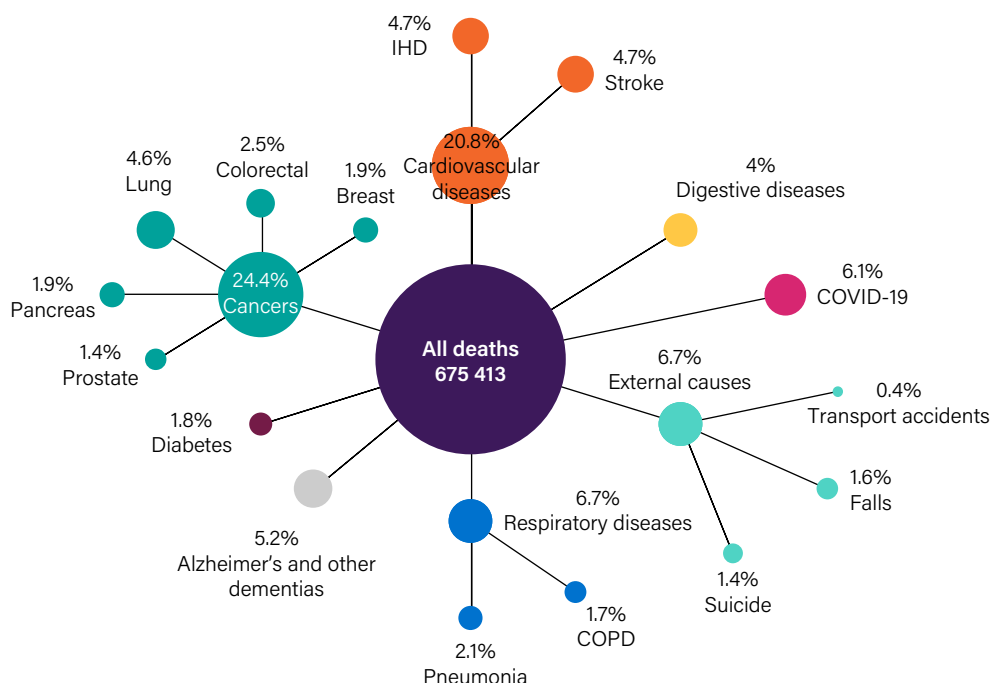 4.7%
IHD
4.7%
Stroke
20.8%
Cardiovascular
diseases
4.6%
Lung
2.5%
Colorectal
1.9%
Breast
24.4%
Cancers
1.9%
Pancreas
1.4%
Prostate
4%
Digestive diseases
6.1%
COVID-19
All deaths
675 413
6.7%
External causes
0.4%
Transport accidents
1.6%
Falls
1.4%
Suicide
1.8%
Diabetes
5.2%
Alzheimer's and other
dementias
6.7%
Respiratory diseases
1.7%
COPD
2.1%
Pneumonia